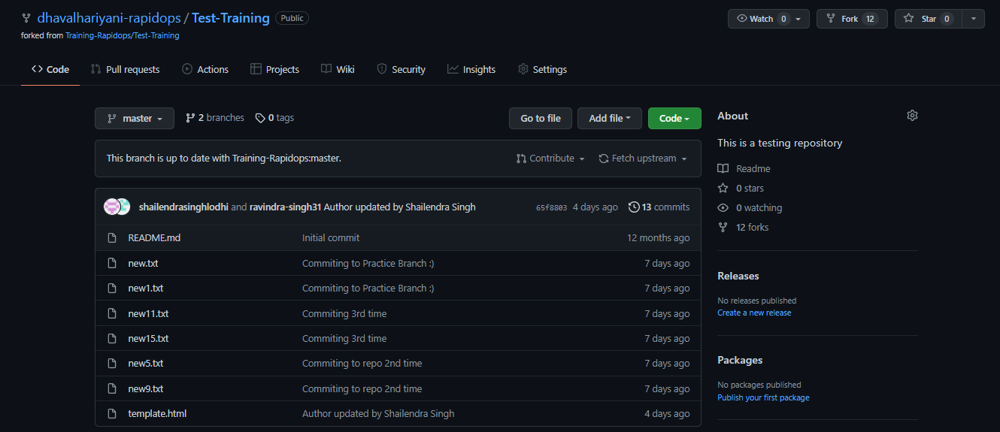 dhavalhariyani-rapidops / Test-Training Public
Watch 0
Fork 12
Star 0
forked from Training-Rapidops/Test-Training
Code
Pull requests
Actions
Projects
Wiki
Security
Insights
Settings
master
2 branches
0 tags
Go to file
Add file
Code
This branch is up to date with Training-Rapidops:master.
Contribute
Fetch upstream
shailendrasinghlodhi and ravindra-singh31 Author updated by Shailendra Singh
65f8803 4 days ago
13 commits
README.md Initial commit 12 months ago
new.txt Commiting to Practice Branch :) 7 days ago
new1.txt Commiting to Practice Branch :) 7 days ago
new11.txt Commiting 3rd time 7 days ago
new15.txt Commiting 3rd time 7 days ago
new5.txt Commiting to repo 2nd time 7 days ago
new9.txt Commiting to repo 2nd time 7 days ago
template.html Author updated by Shailendra Singh 4 days ago
About
This is a testing repository
Readme
0 stars
0 watching
12 forks
Releases
No releases published
Create a new release
Packages
No packages published
Publish your first package